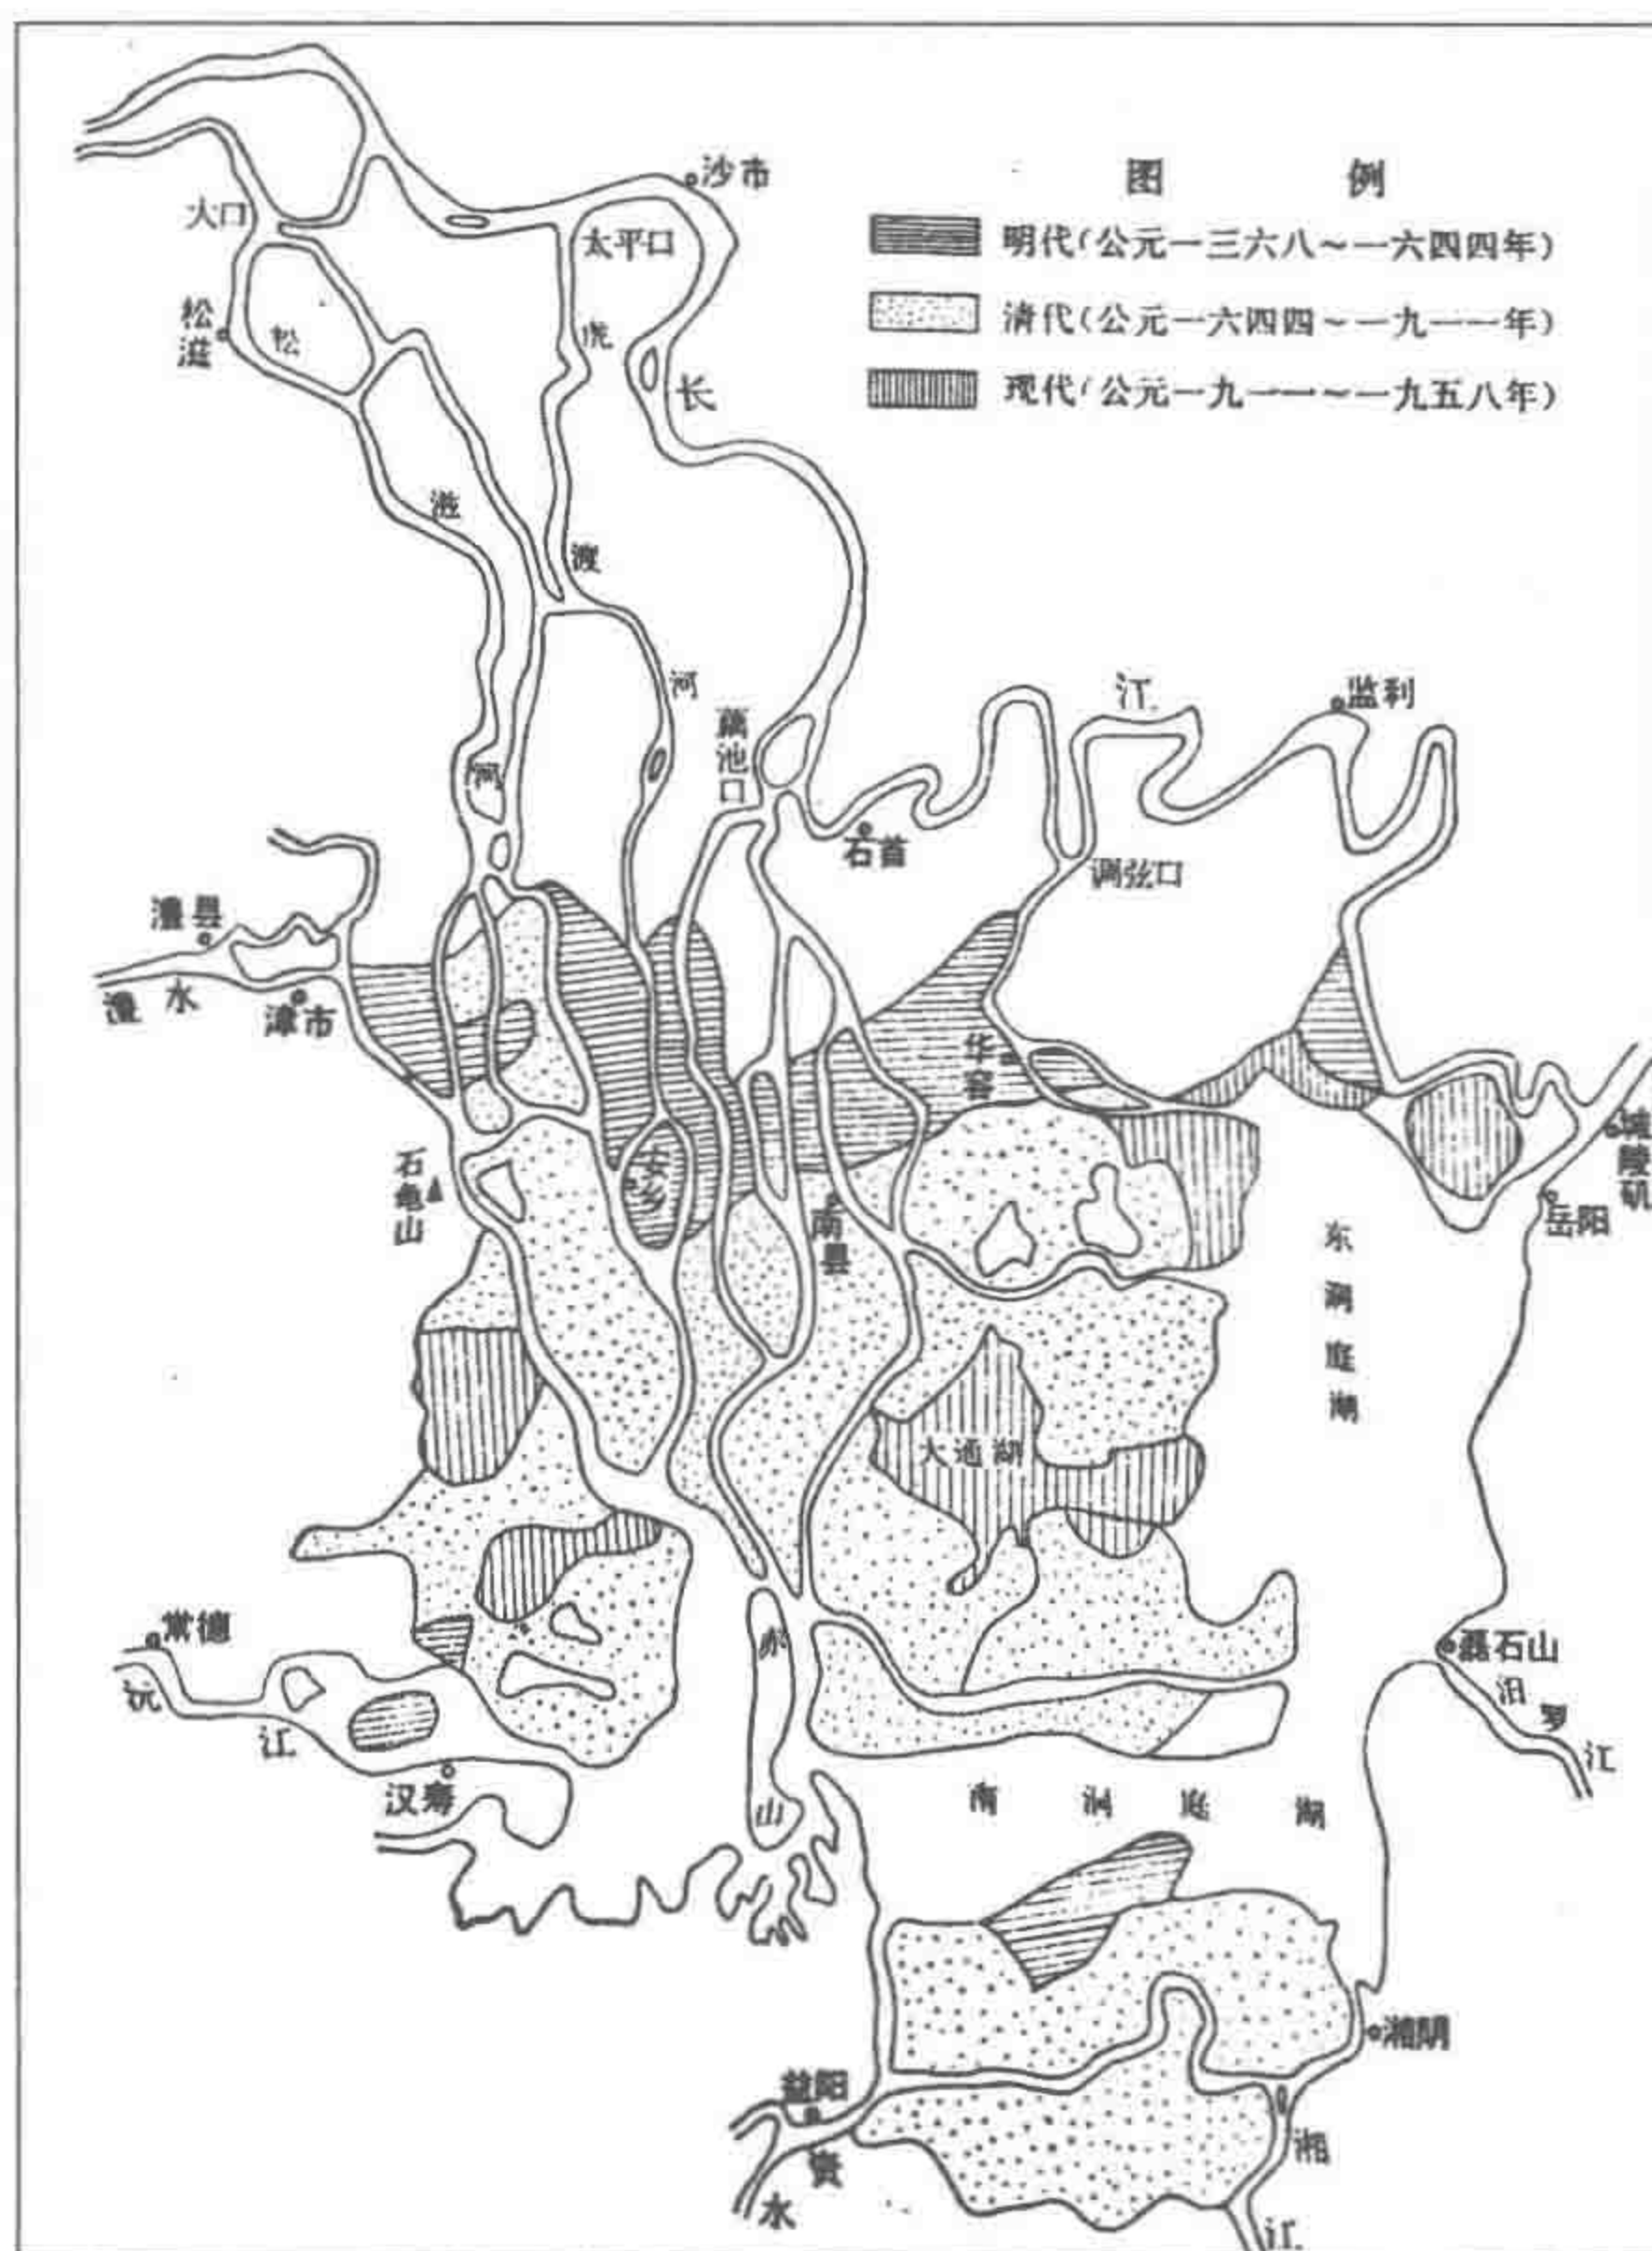 图 例
明代(公元一三六八~一六四四年)
清代(公元一六四四~一九一一年)
现代(公元一九一一~一九五八年)
沙市
大口
太平口
松滋
松
虎
长
滋
渡
河
江
监利
藕池口
河
石首
调弦口
澧县
澧水
津市
华容
城陵矶
岳阳
石龟山
安乡
南县
东洞庭湖
大通湖
常德
沅
江
赤
山
磊石山
汨罗江
汉寿
南洞庭湖
湘阴
益阳
资
水
湘
江